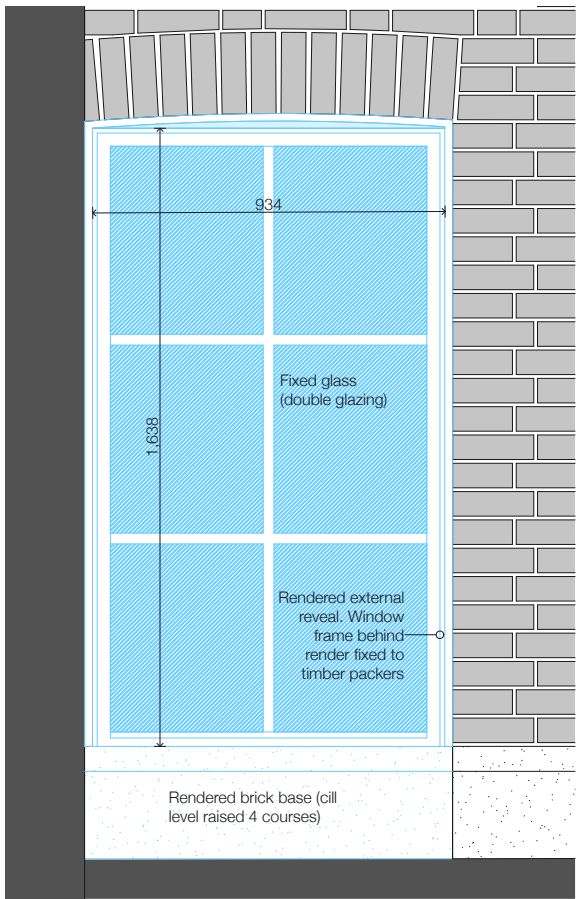 934
1,638
Fixed glass
(double glazing)
Rendered external
reveal. Window
frame behind
render fixed to
timber packers
Rendered brick base (cill
level raised 4 courses)